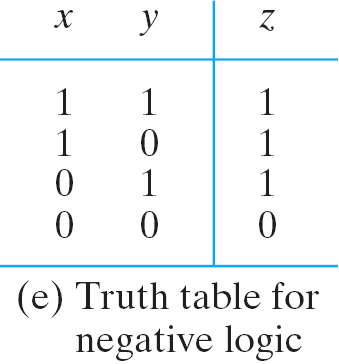 x y z
1 1 1
1 0 1
0 1 1
0 0 0
(e) Truth table for
negative logic